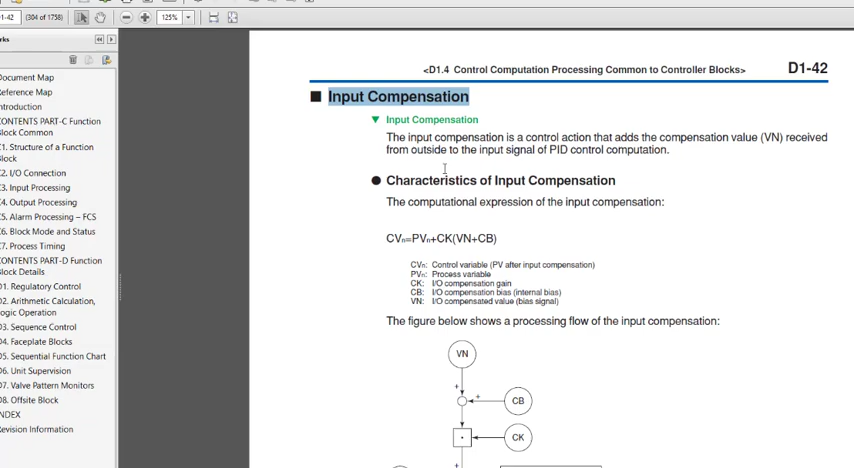 D1-42
(304 of 1758)
125%
rks
Document Map
Reference Map
ntroduction
CONTENTS PART-C Function
Block Common
C1. Structure of a Function
Block
C2. I/O Connection
C3. Input Processing
C4. Output Processing
C5. Alarm Processing – FCS
C6. Block Mode and Status
C7. Process Timing
CONTENTS PART-D Function
Block Details
D1. Regulatory Control
D2. Arithmetic Calculation,
ogic Operation
D3. Sequence Control
D4. Faceplate Blocks
D5. Sequential Function Chart
D6. Unit Supervision
D7. Valve Pattern Monitors
D8. Offsite Block
NDEX
Revision Information
<D1.4 Control Computation Processing Common to Controller Blocks> D1-42
■ Input Compensation
▼ Input Compensation
The input compensation is a control action that adds the compensation value (VN) received
from outside to the input signal of PID control computation.
● Characteristics of Input Compensation
The computational expression of the input compensation:
CVn=PVn+CK(VN+CB)
CVn: Control variable (PV after input compensation)
PVn: Process variable
CK: I/O compensation gain
CB: I/O compensation bias (internal bias)
VN: I/O compensated value (bias signal)
The figure below shows a processing flow of the input compensation:
VN
+
+
CB
CK
+